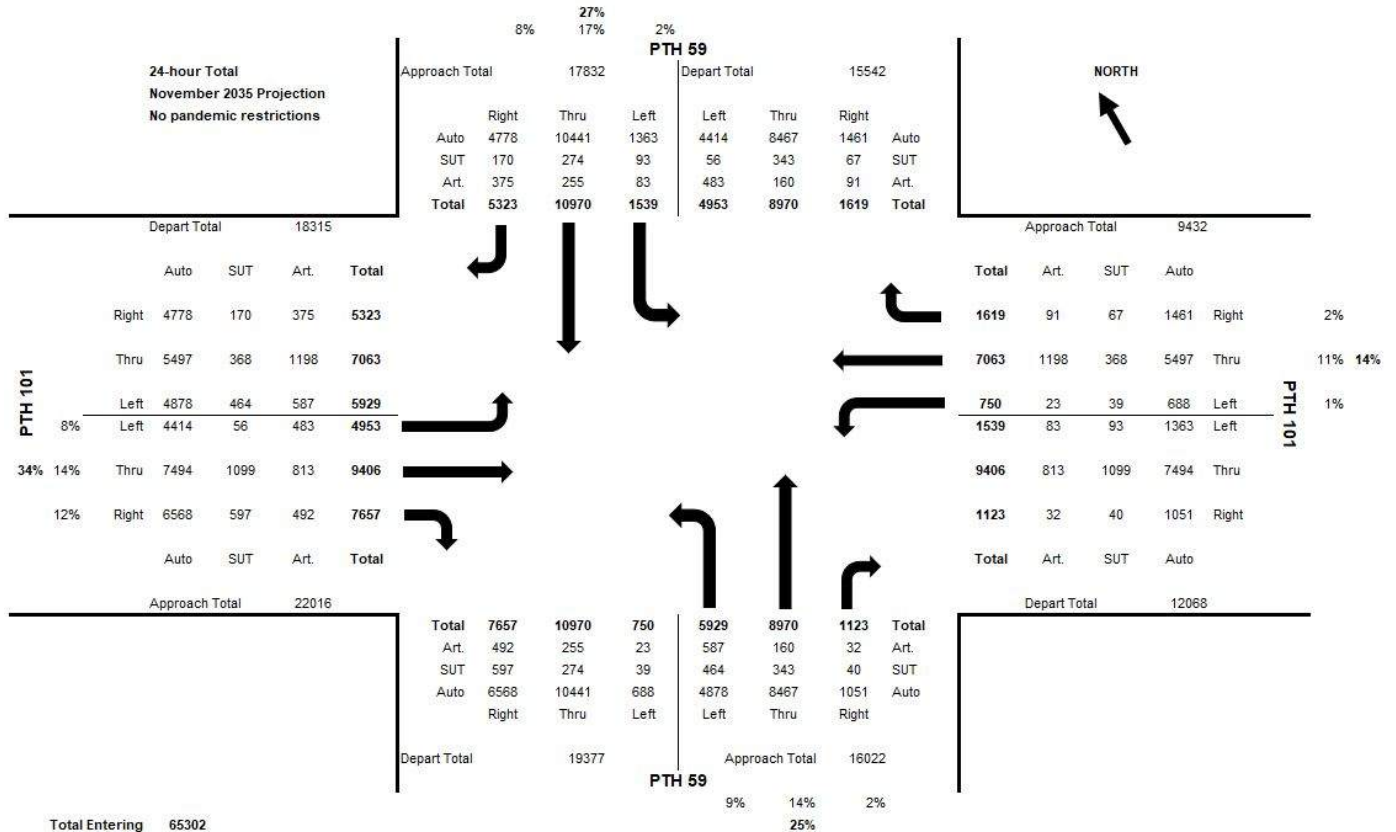 27%
8% 17% 2%
PTH 59
24-hour Total
November 2035 Projection
No pandemic restrictions
Approach Total 17832 Depart Total 15542
NORTH
Right Thru Left Left Thru Right
Auto 4778 10441 1363 4414 8467 1461 Auto
SUT 170 274 93 56 343 67 SUT
Art. 375 255 83 483 160 91 Art.
Total 5323 10970 1539 4953 8970 1619 Total
Depart Total 18315
Auto SUT Art. Total
Right 4778 170 375 5323
Thru 5497 368 1198 7063
Left 4878 464 587 5929
PTH 101
8% Left 4414 56 483 4953
34% 14% Thru 7494 1099 813 9406
12% Right 6568 597 492 7657
Auto SUT Art. Total
Approach Total 22016
Approach Total 9432
Total Art. SUT Auto
1619 91 67 1461 Right 2%
7063 1198 368 5497 Thru 11% 14%
750 23 39 688 Left 1%
PTH 101
1539 83 93 1363 Left
9406 813 1099 7494 Thru
1123 32 40 1051 Right
Total Art. SUT Auto
Depart Total 12068
Total 7657 10970 750 5929 8970 1123 Total
Art. 492 255 23 587 160 32 Art.
SUT 597 274 39 464 343 40 SUT
Auto 6568 10441 688 4878 8467 1051 Auto
Right Thru Left Left Thru Right
Depart Total 19377 Approach Total 16022
PTH 59
9% 14% 2%
25%
Total Entering 65302